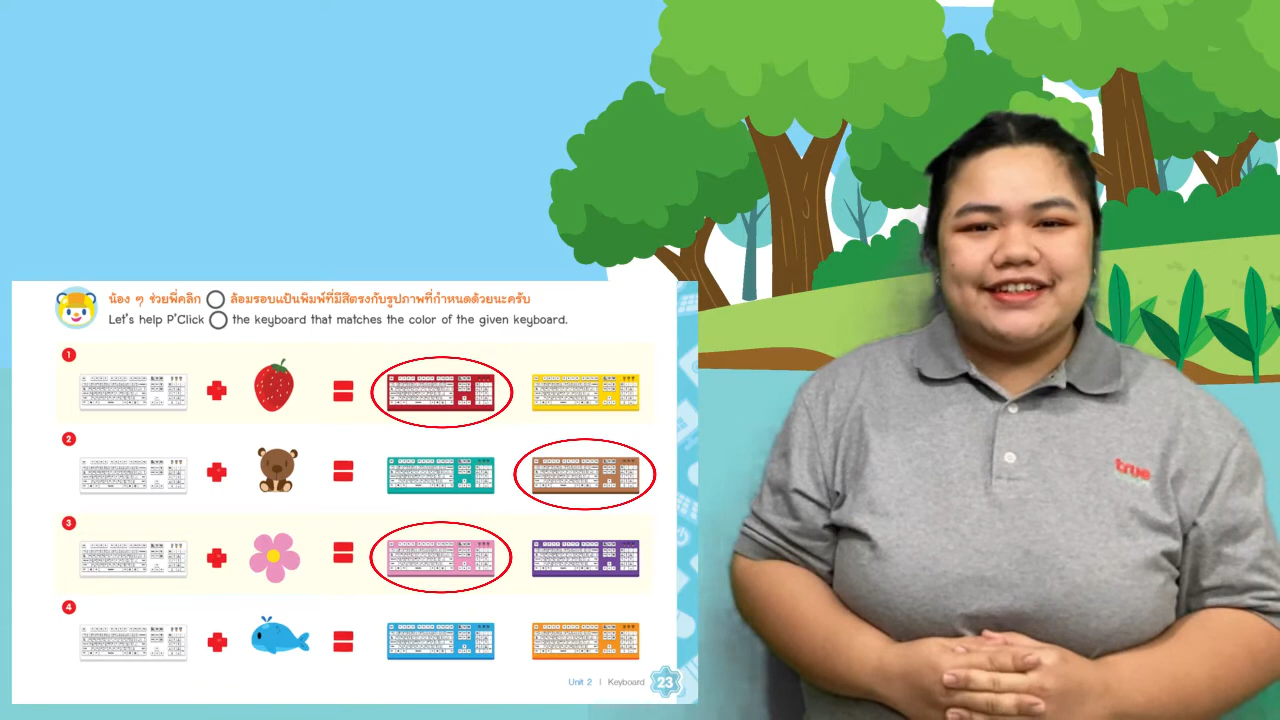 น้อง ๆ ช่วยพี่คลิก ล้อมรอบแป้นพิมพ์ที่มีสีตรงกับรูปภาพที่กำหนดด้วยนะครับ
Let's help P'Click the keyboard that matches the color of the given keyboard.
1
2
3
4
Unit 2 | Keyboard 23
true